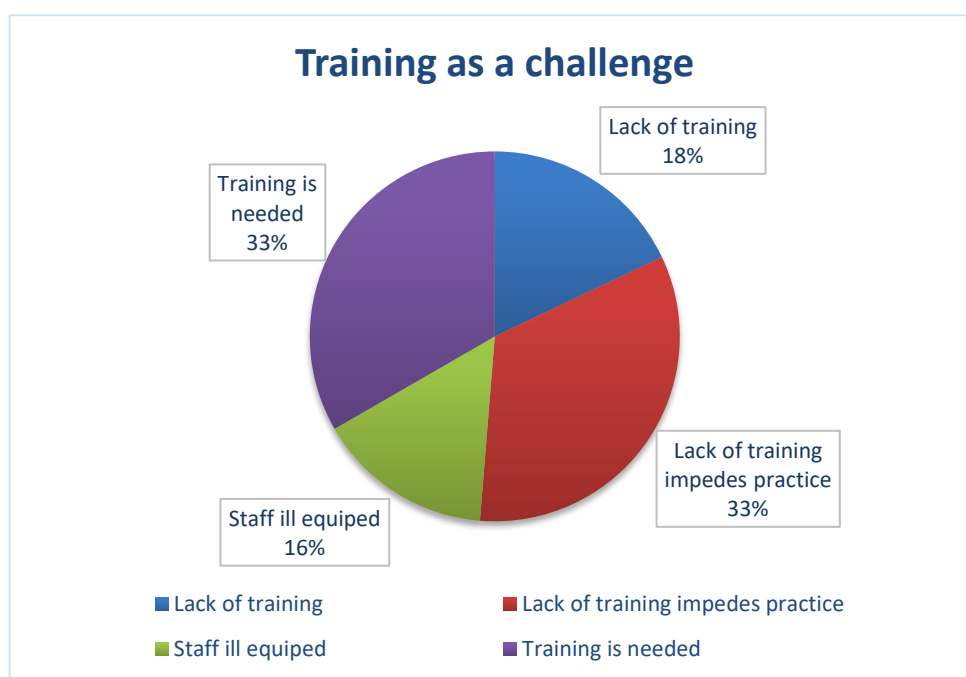 Training as a challenge
Lack of training
18%
Training is
needed
33%
Lack of training
impedes practice
33%
Staff ill equiped
16%
Lack of training
Lack of training impedes practice
Staff ill equiped
Training is needed